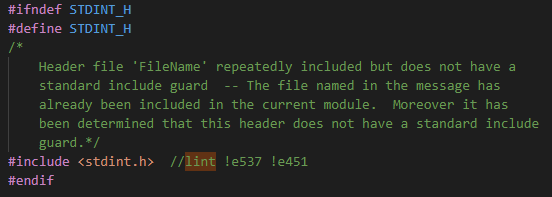 #ifndef STDINT_H
#define STDINT_H
/*
Header file 'FileName' repeatedly included but does not have a
standard include guard -- The file named in the message has
already been included in the current module. Moreover it has
been determined that this header does not have a standard include
guard.*/
#include <stdint.h> //lint !e537 !e451
#endif